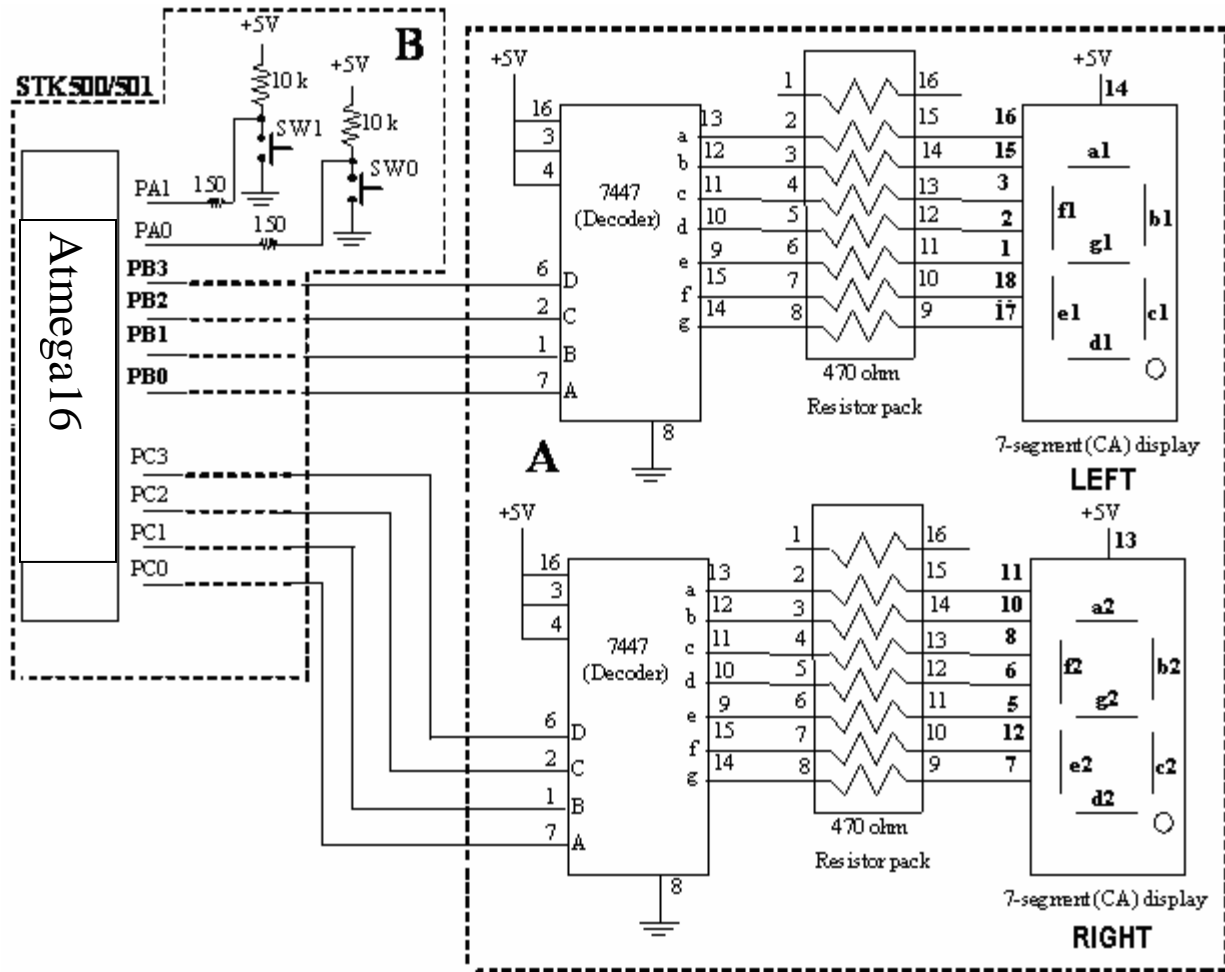 +5V
B
+5V
STK500/501
10 k
10 k
SW1
SW0
PA1
150
PA0
150
Atmega16
PB3
PB2
PB1
PB0
PC3
PC2
PC1
PC0
+5V
16
3
4
7447
(Decoder)
6 D
2 C
1 B
7 A
8
a 13
b 12
c 11
d 10
e 9
f 15
g 14
1 16
2 15
3 14
4 13
5 12
6 11
7 10
8 9
470 ohm
Resistor pack
+5V
14
16
15
3
2
1
18
17
a1
f1
b1
g1
e1
c1
d1
7-segment (CA) display
LEFT
A
+5V
16
3
4
7447
(Decoder)
6 D
2 C
1 B
7 A
8
a 13
b 12
c 11
d 10
e 9
f 15
g 14
1 16
2 15
3 14
4 13
5 12
6 11
7 10
8 9
470 ohm
Resistor pack
+5V
13
11
10
8
6
5
12
7
a2
f2
b2
g2
e2
c2
d2
7-segment (CA) display
RIGHT